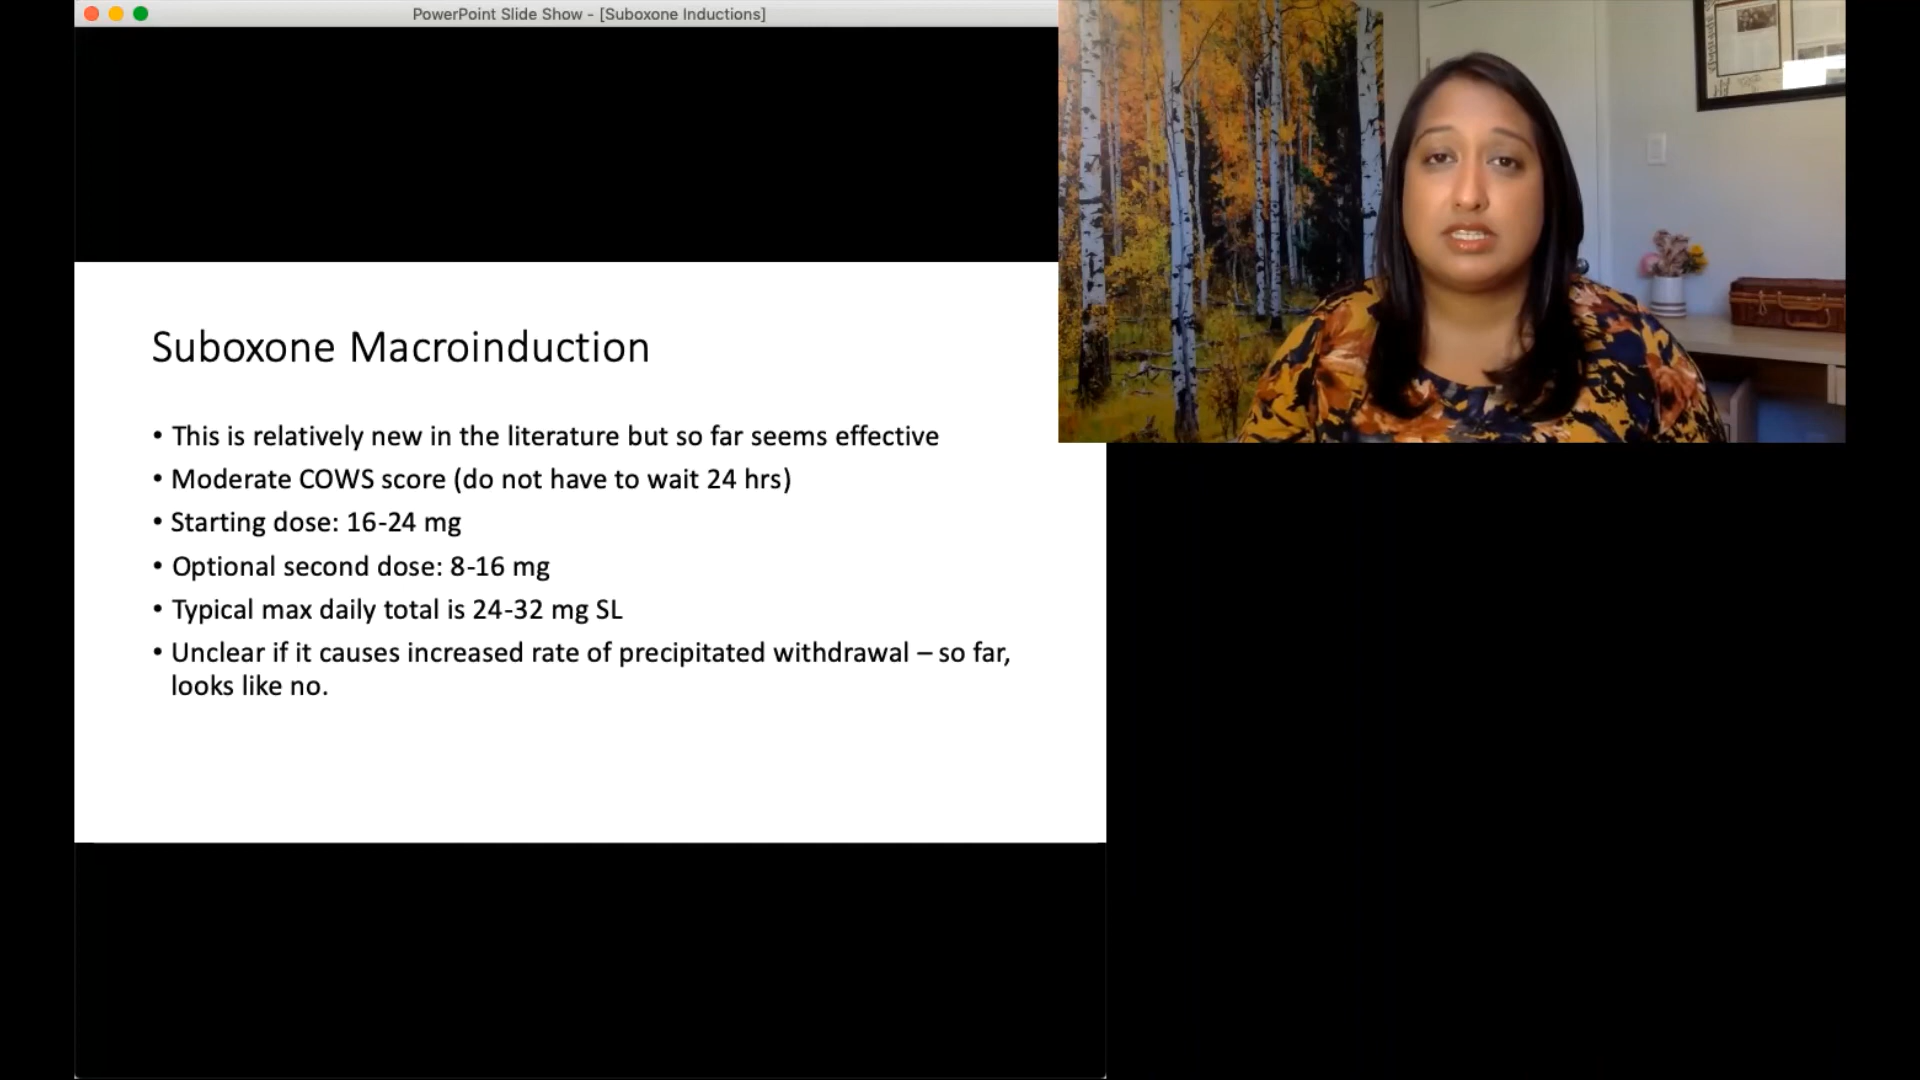 PowerPoint Slide Show - [Suboxone Inductions]
Suboxone Macroinduction
• This is relatively new in the literature but so far seems effective
• Moderate COWS score (do not have to wait 24 hrs)
• Starting dose: 16-24 mg
• Optional second dose: 8-16 mg
• Typical max daily total is 24-32 mg SL
• Unclear if it causes increased rate of precipitated withdrawal – so far,
looks like no.